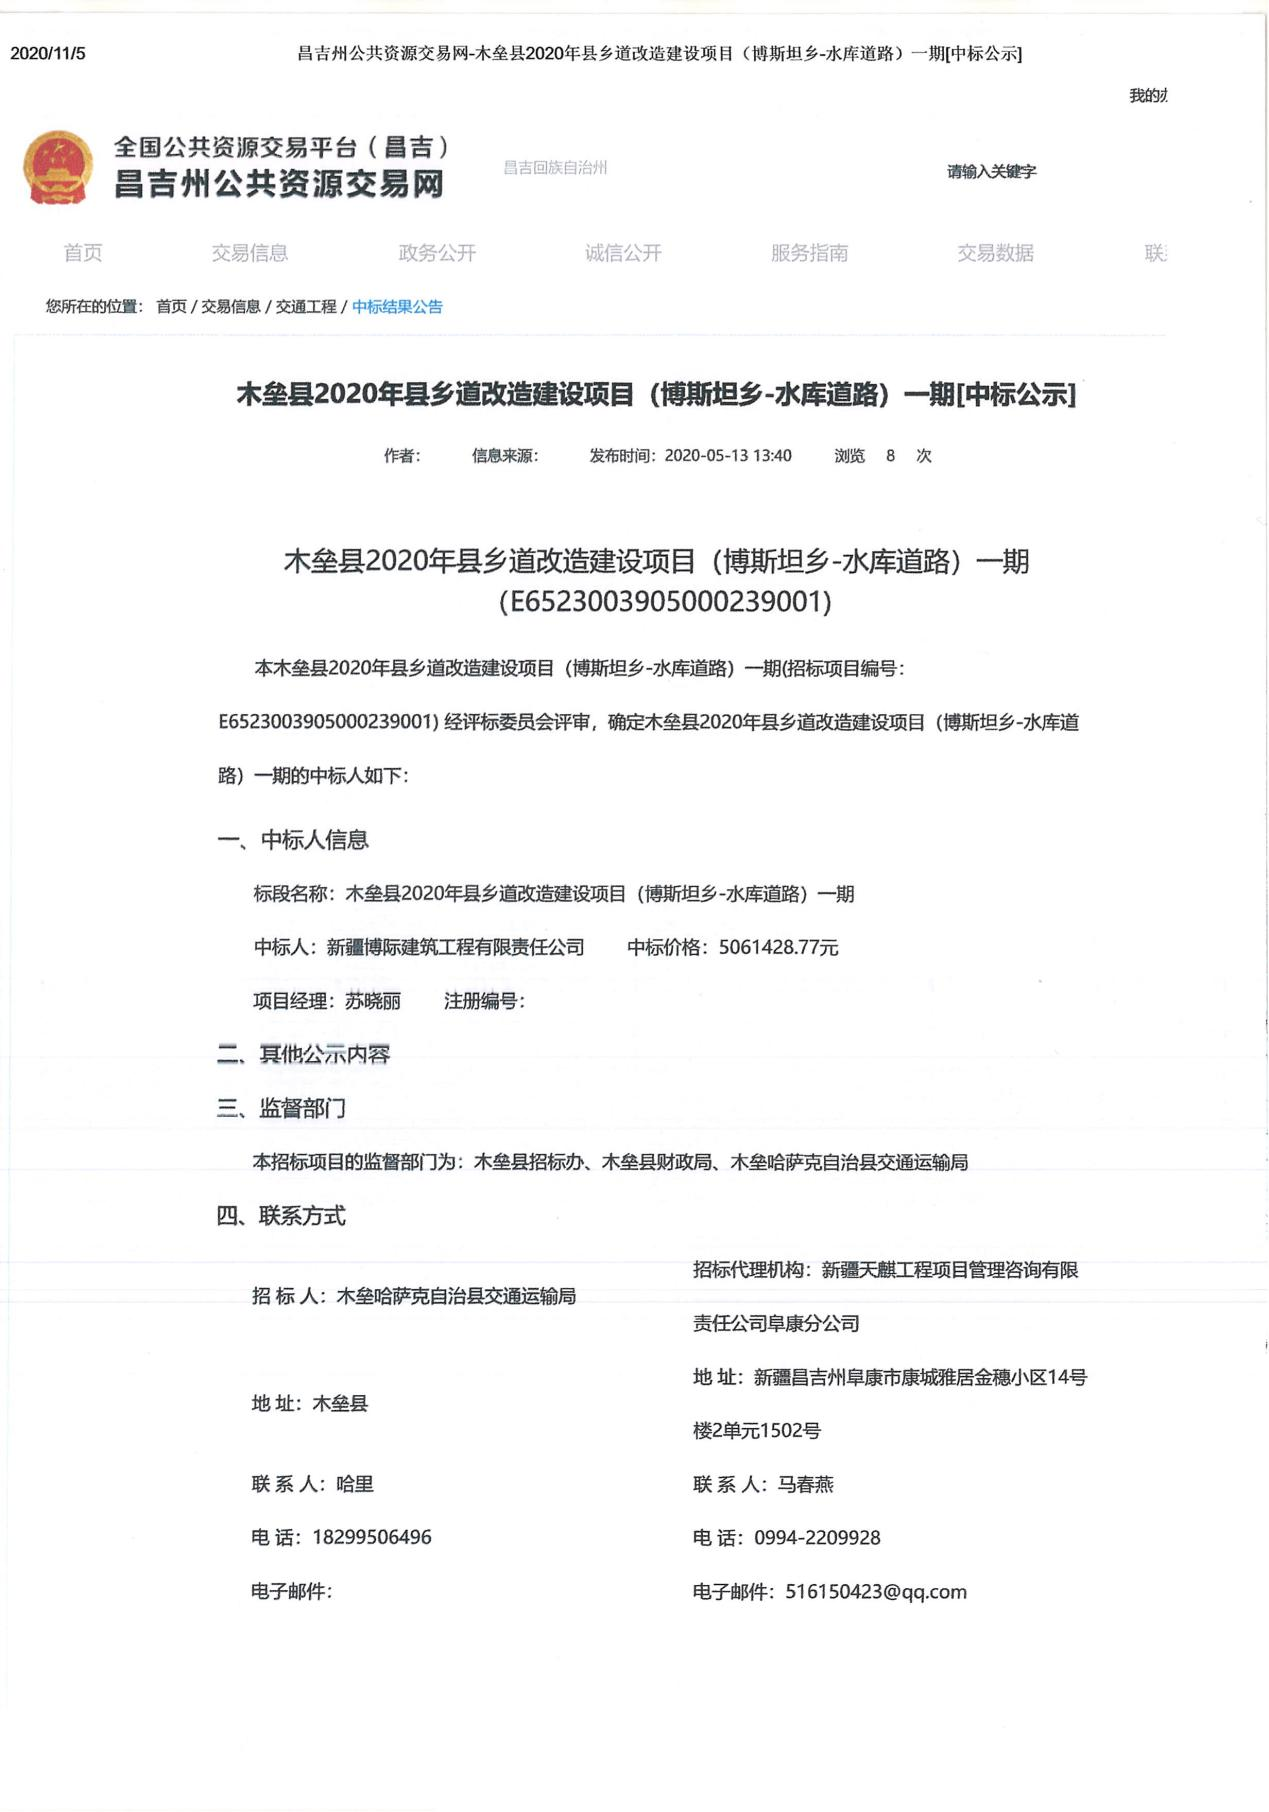 2020/11/5
昌吉州公共资源交易网-木垒县2020年县乡道改造建设项目（博斯坦乡-水库道路）一期[中标公示]
我的
全国公共资源交易平台（昌吉）
昌吉州公共资源交易网
昌吉回族自治州
请输入关键字
首页 交易信息 政务公开 诚信公开 服务指南 交易数据 联
您所在的位置： 首页 / 交易信息 / 交通工程 / 中标结果公告
木垒县2020年县乡道改造建设项目（博斯坦乡-水库道路）一期[中标公示]
作者： 信息来源： 发布时间：2020-05-13 13:40 浏览 8 次
木垒县2020年县乡道改造建设项目（博斯坦乡-水库道路）一期
（E6523003905000239001）
本木垒县2020年县乡道改造建设项目（博斯坦乡-水库道路）一期(招标项目编号：
E6523003905000239001) 经评标委员会评审，确定木垒县2020年县乡道改造建设项目（博斯坦乡-水库道
路）一期的中标人如下：
一、中标人信息
标段名称：木垒县2020年县乡道改造建设项目（博斯坦乡-水库道路）一期
中标人：新疆博际建筑工程有限责任公司 中标价格：5061428.77元
项目经理：苏晓丽 注册编号：
二、其他公示内容
三、监督部门
本招标项目的监督部门为：木垒县招标办、木垒县财政局、木垒哈萨克自治县交通运输局
四、联系方式
招 标 人：木垒哈萨克自治县交通运输局
招标代理机构：新疆天麒工程项目管理咨询有限
责任公司阜康分公司
地 址：木垒县
地 址：新疆昌吉州阜康市康城雅居金穗小区14号
楼2单元1502号
联 系 人：哈里
联 系 人：马春燕
电 话：18299506496
电 话：0994-2209928
电子邮件：
电子邮件：516150423@qq.com